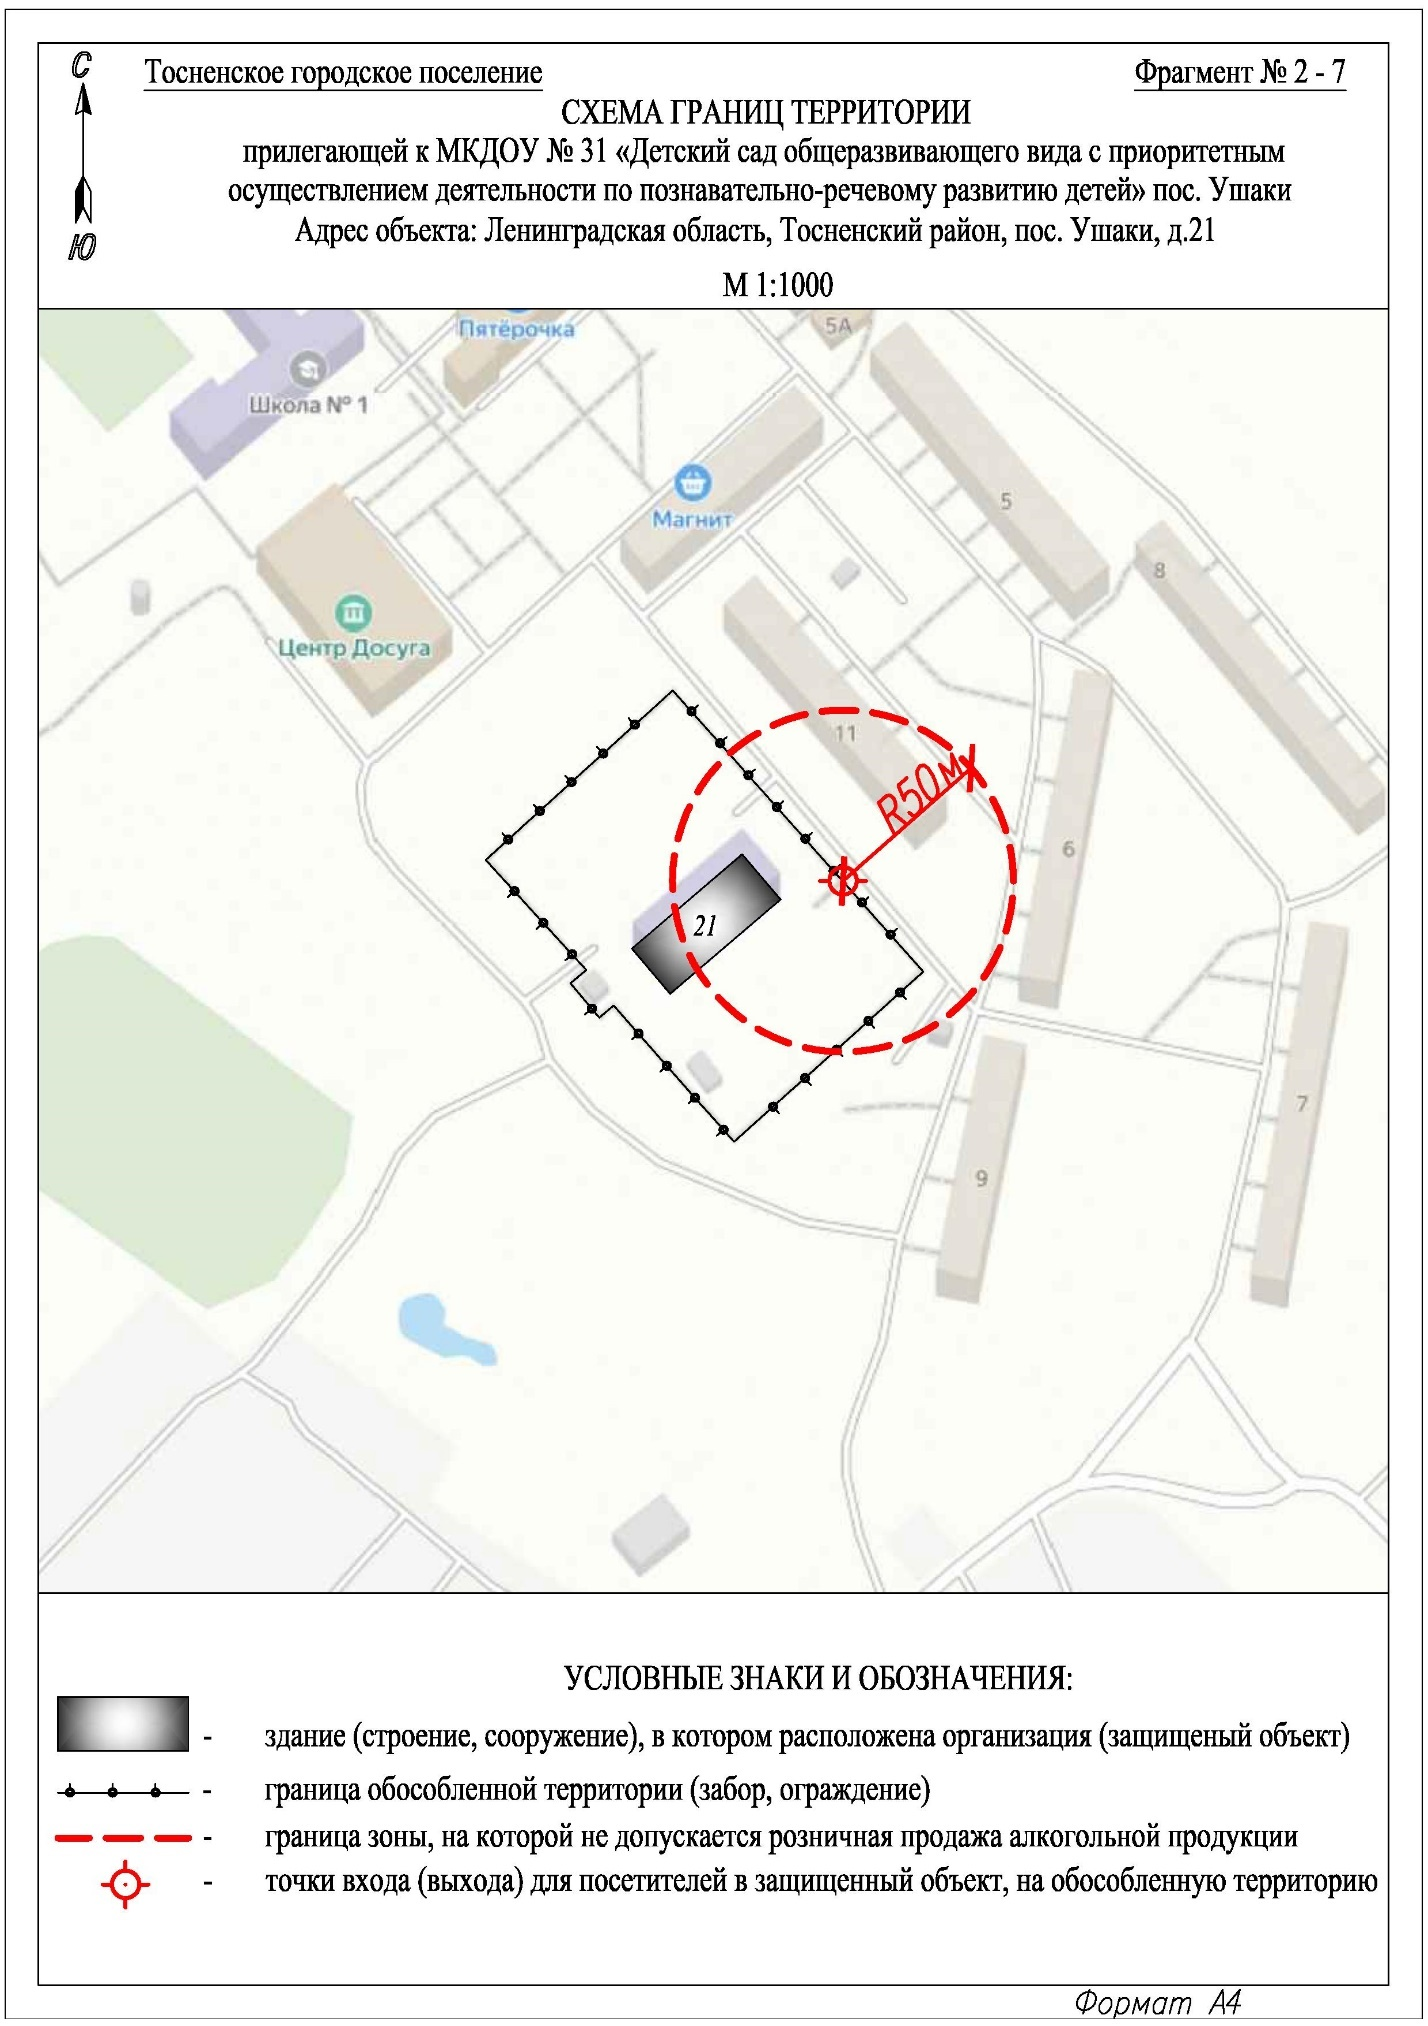 С
Ю
Тосненское городское поселение
Фрагмент № 2 - 7
СХЕМА ГРАНИЦ ТЕРРИТОРИИ
прилегающей к МКДОУ № 31 «Детский сад общеразвивающего вида с приоритетным
осуществлением деятельности по познавательно-речевому развитию детей» пос. Ушаки
Адрес объекта: Ленинградская область, Тосненский район, пос. Ушаки, д.21
М 1:1000
Пятёрочка
5А
Школа № 1
Магнит
5
8
Центр Досуга
11
R50м
6
21
7
9
УСЛОВНЫЕ ЗНАКИ И ОБОЗНАЧЕНИЯ:
- здание (строение, сооружение), в котором расположена организация (защищеный объект)
- граница обособленной территории (забор, ограждение)
- граница зоны, на которой не допускается розничная продажа алкогольной продукции
- точки входа (выхода) для посетителей в защищенный объект, на обособленную территорию
Формат А4